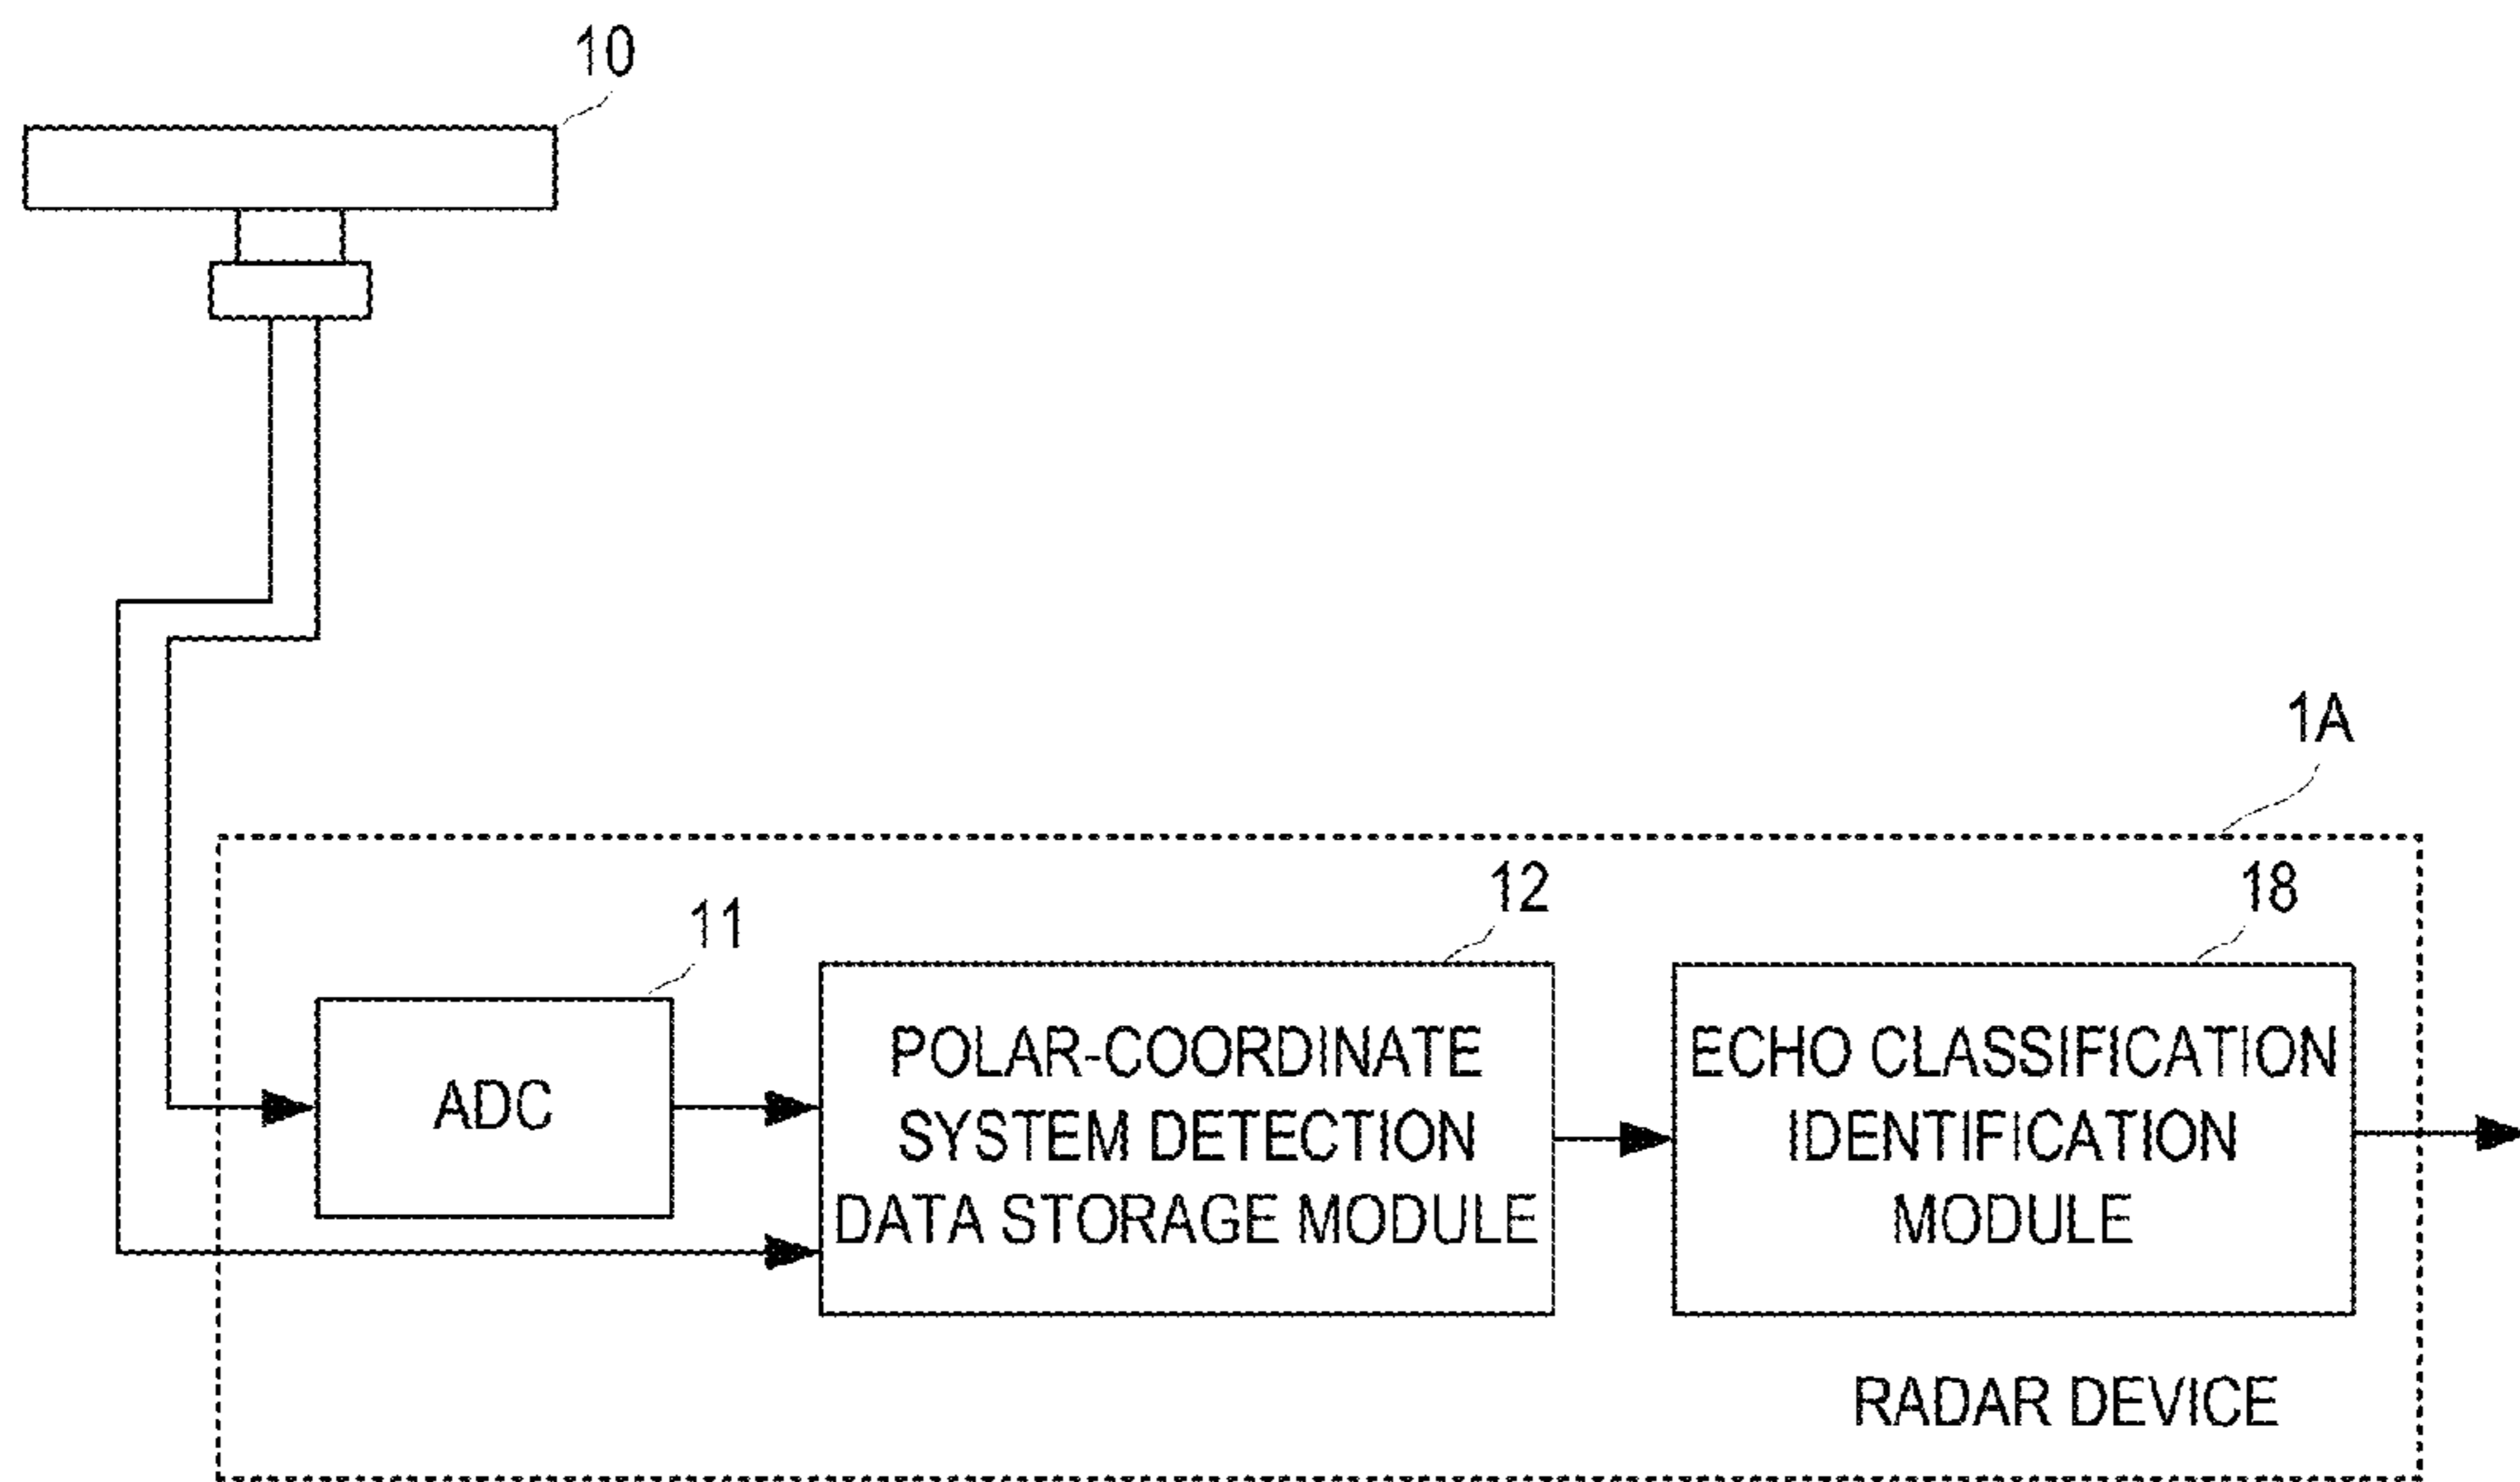 10
1A
11
12
18
ADC
POLAR-COORDINATE
SYSTEM DETECTION
DATA STORAGE MODULE
ECHO CLASSIFICATION
IDENTIFICATION
MODULE
RADAR DEVICE